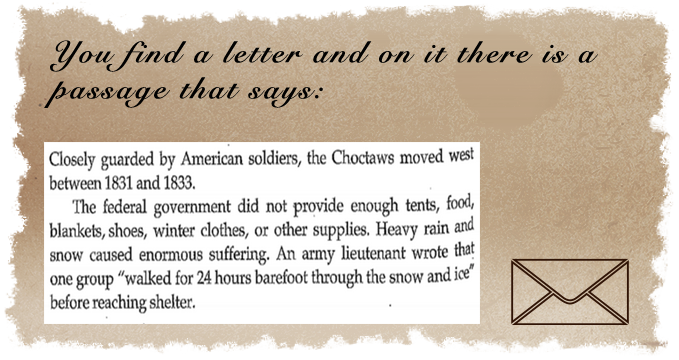 You find a letter and on it there is a
passage that says:
Closely guarded by American soldiers, the Choctaws moved west
between 1831 and 1833.
The federal government did not provide enough tents, food,
blankets, shoes, winter clothes, or other supplies. Heavy rain and
snow caused enormous suffering. An army lieutenant wrote that
one group “walked for 24 hours barefoot through the snow and ice”
before reaching shelter.